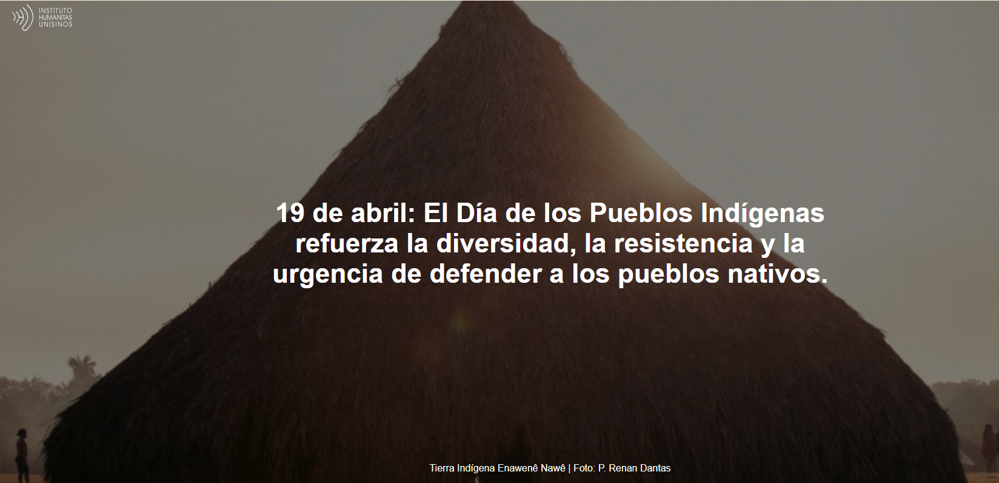 INSTITUTO
HUMANITAS
UNISINOS
19 de abril: El Día de los Pueblos Indígenas
refuerza la diversidad, la resistencia y la
urgencia de defender a los pueblos nativos.
Tierra Indígena Enawenê Nawê | Foto: P. Renan Dantas